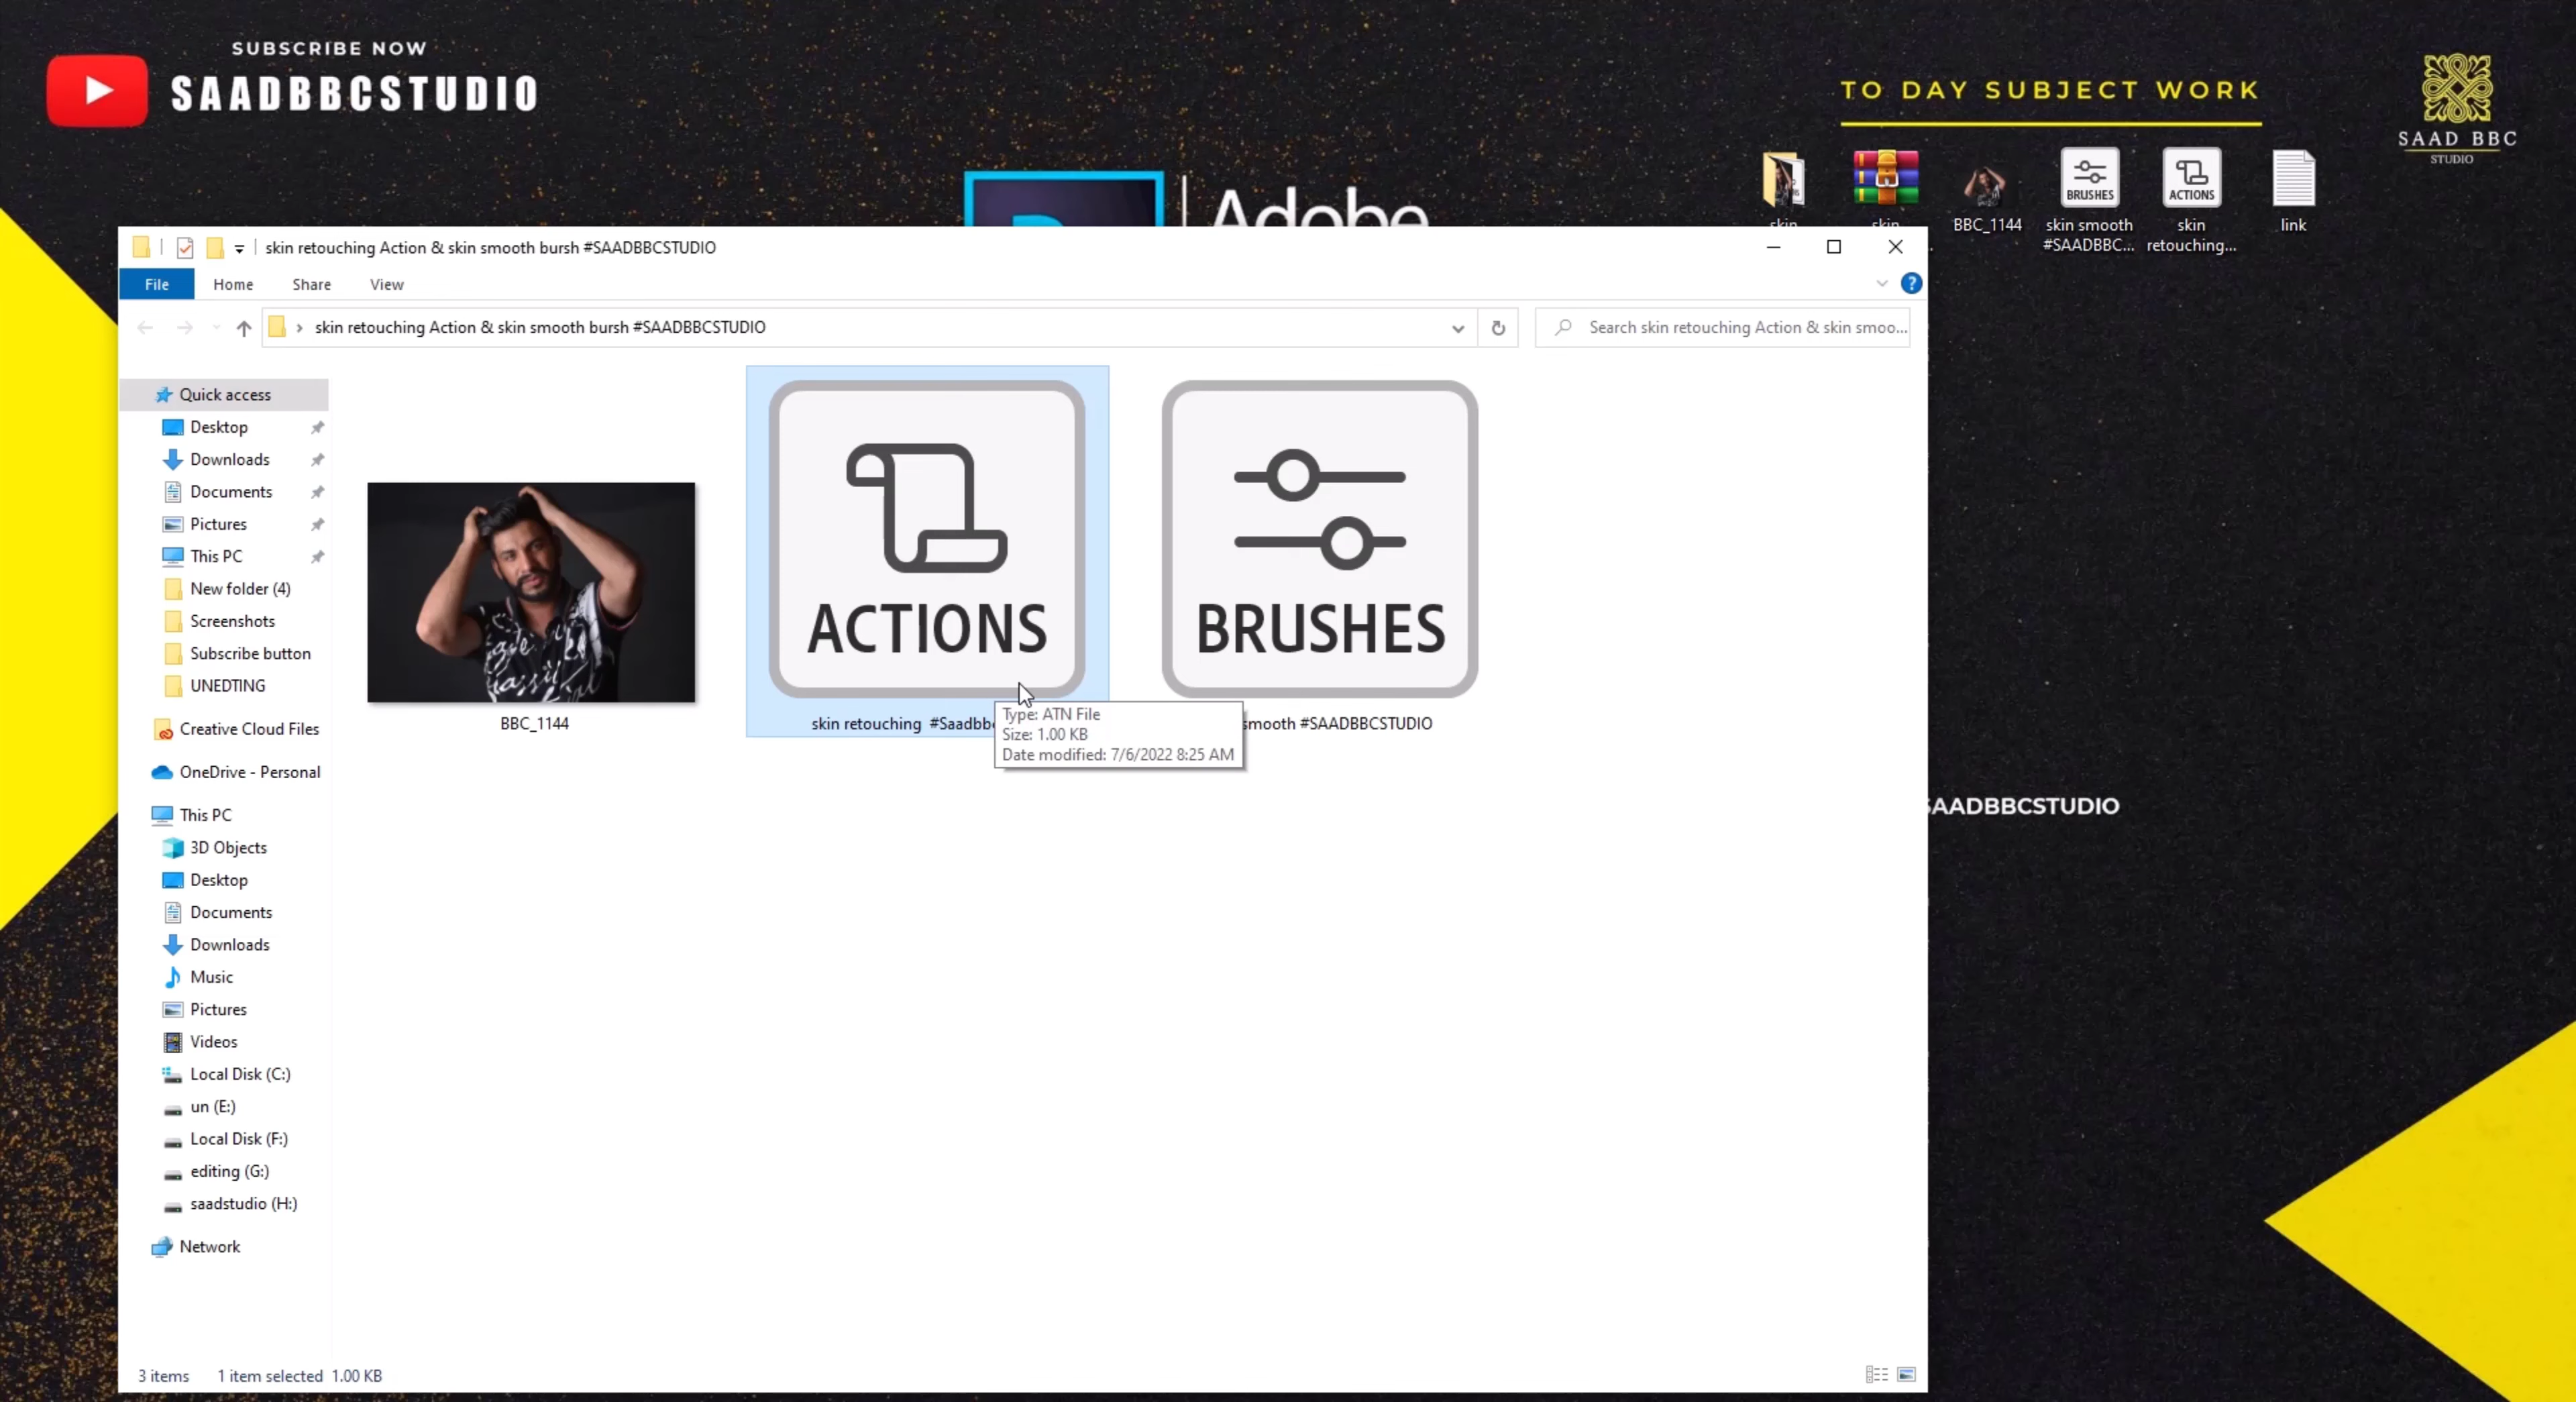 SUBSCRIBE NOW
SAADBBCSTUDIO
TO DAY SUBJECT WORK
SAAD BBC
STUDIO
Adobe
skin
skin
BBC_1144
BRUSHES
skin smooth
#SAADBBC...
ACTIONS
skin
retouching...
link
skin retouching Action & skin smooth bursh #SAADBBCSTUDIO
File
Home
Share
View
skin retouching Action & skin smooth bursh #SAADBBCSTUDIO
Search skin retouching Action & skin smoo...
Quick access
Desktop
Downloads
Documents
Pictures
This PC
New folder (4)
Screenshots
Subscribe button
UNEDTING
Creative Cloud Files
OneDrive - Personal
This PC
3D Objects
Desktop
Documents
Downloads
Music
Pictures
Videos
Local Disk (C:)
un (E:)
Local Disk (F:)
editing (G:)
saadstudio (H:)
Network
BBC_1144
ACTIONS
skin retouching #Saadbb
Type: ATN File
Size: 1.00 KB
Date modified: 7/6/2022 8:25 AM
BRUSHES
smooth #SAADBBCSTUDIO
SAADBBCSTUDIO
3 items
1 item selected 1.00 KB